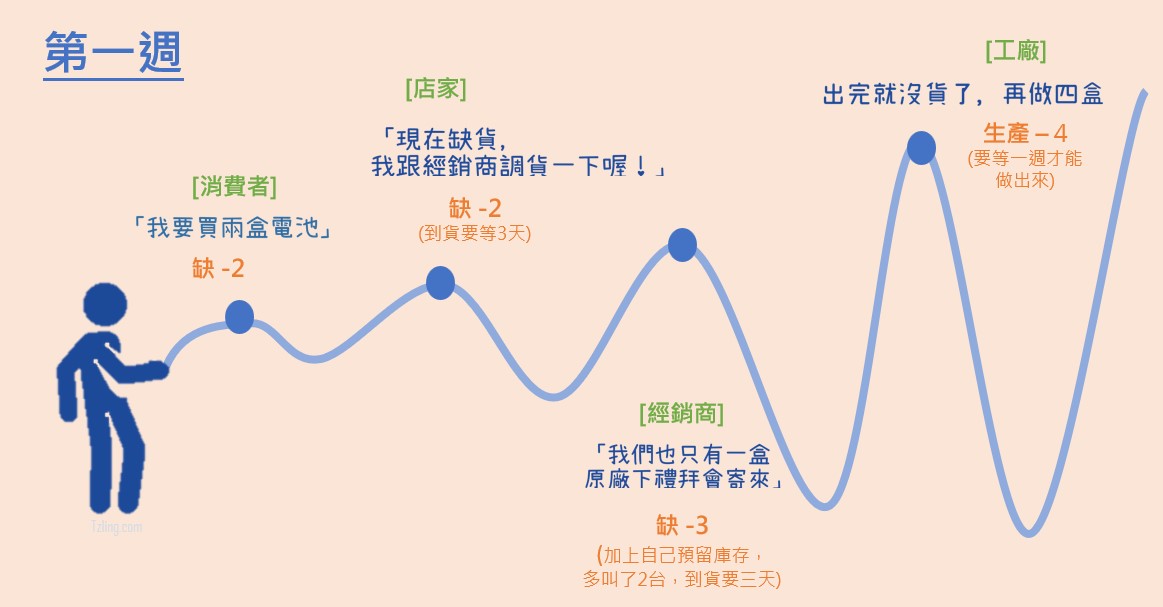 第一週
[消費者]
「我要買兩盒電池」
缺 -2
[店家]
「現在缺貨,
我跟經銷商調貨一下喔!」
缺 -2
(到貨要等3天)
[經銷商]
「我們也只有一盒
原廠下禮拜會寄來」
缺 -3
(加上自己預留庫存，
多叫了2台，到貨要三天)
[工廠]
出完就沒貨了, 再做四盒
生產 – 4
(要等一週才能
做出來)
Tzling.com